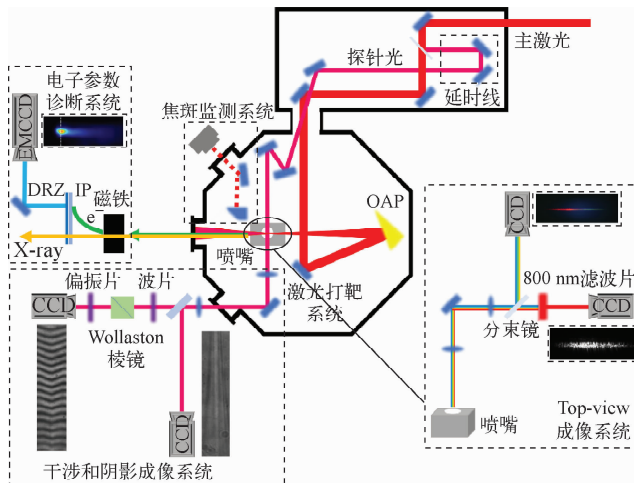 主激光
探针光
延时线
电子参数
诊断系统
EMCCD
焦斑监测系统
DRZ
IP
磁铁
e⁻
X-ray
OAP
喷嘴
激光打靶
系统
偏振片
波片
CCD
Wollaston
棱镜
CCD
干涉和阴影成像系统
CCD
800 nm滤波片
CCD
分束镜
喷嘴
Top-view
成像系统